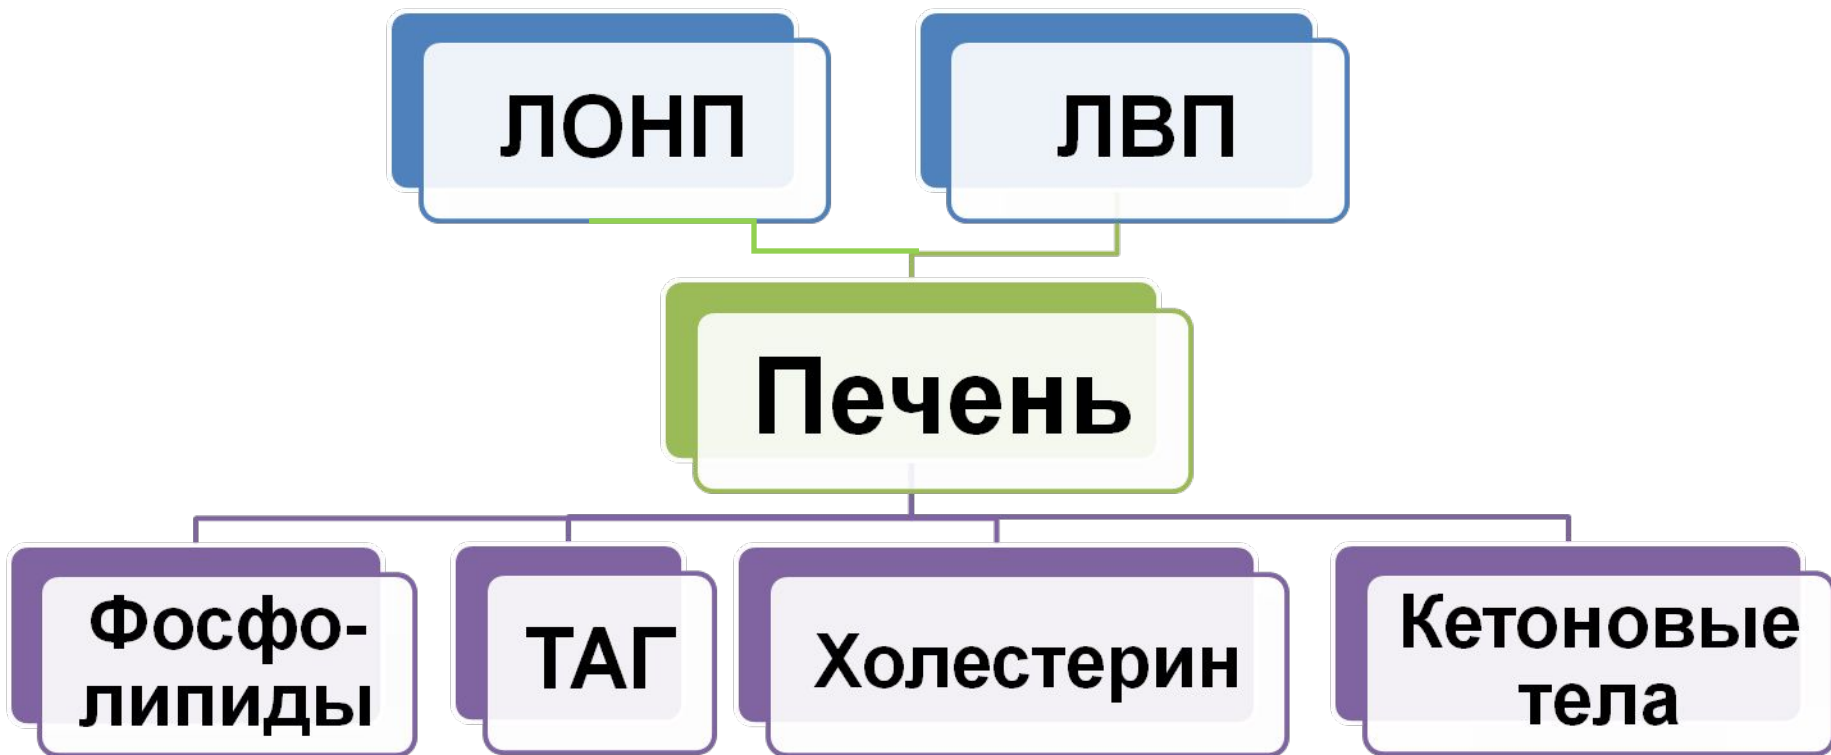 ЛОНП
ЛВП
Печень
Фосфо-
липиды
ТАГ
Холестерин
Кетоновые
тела